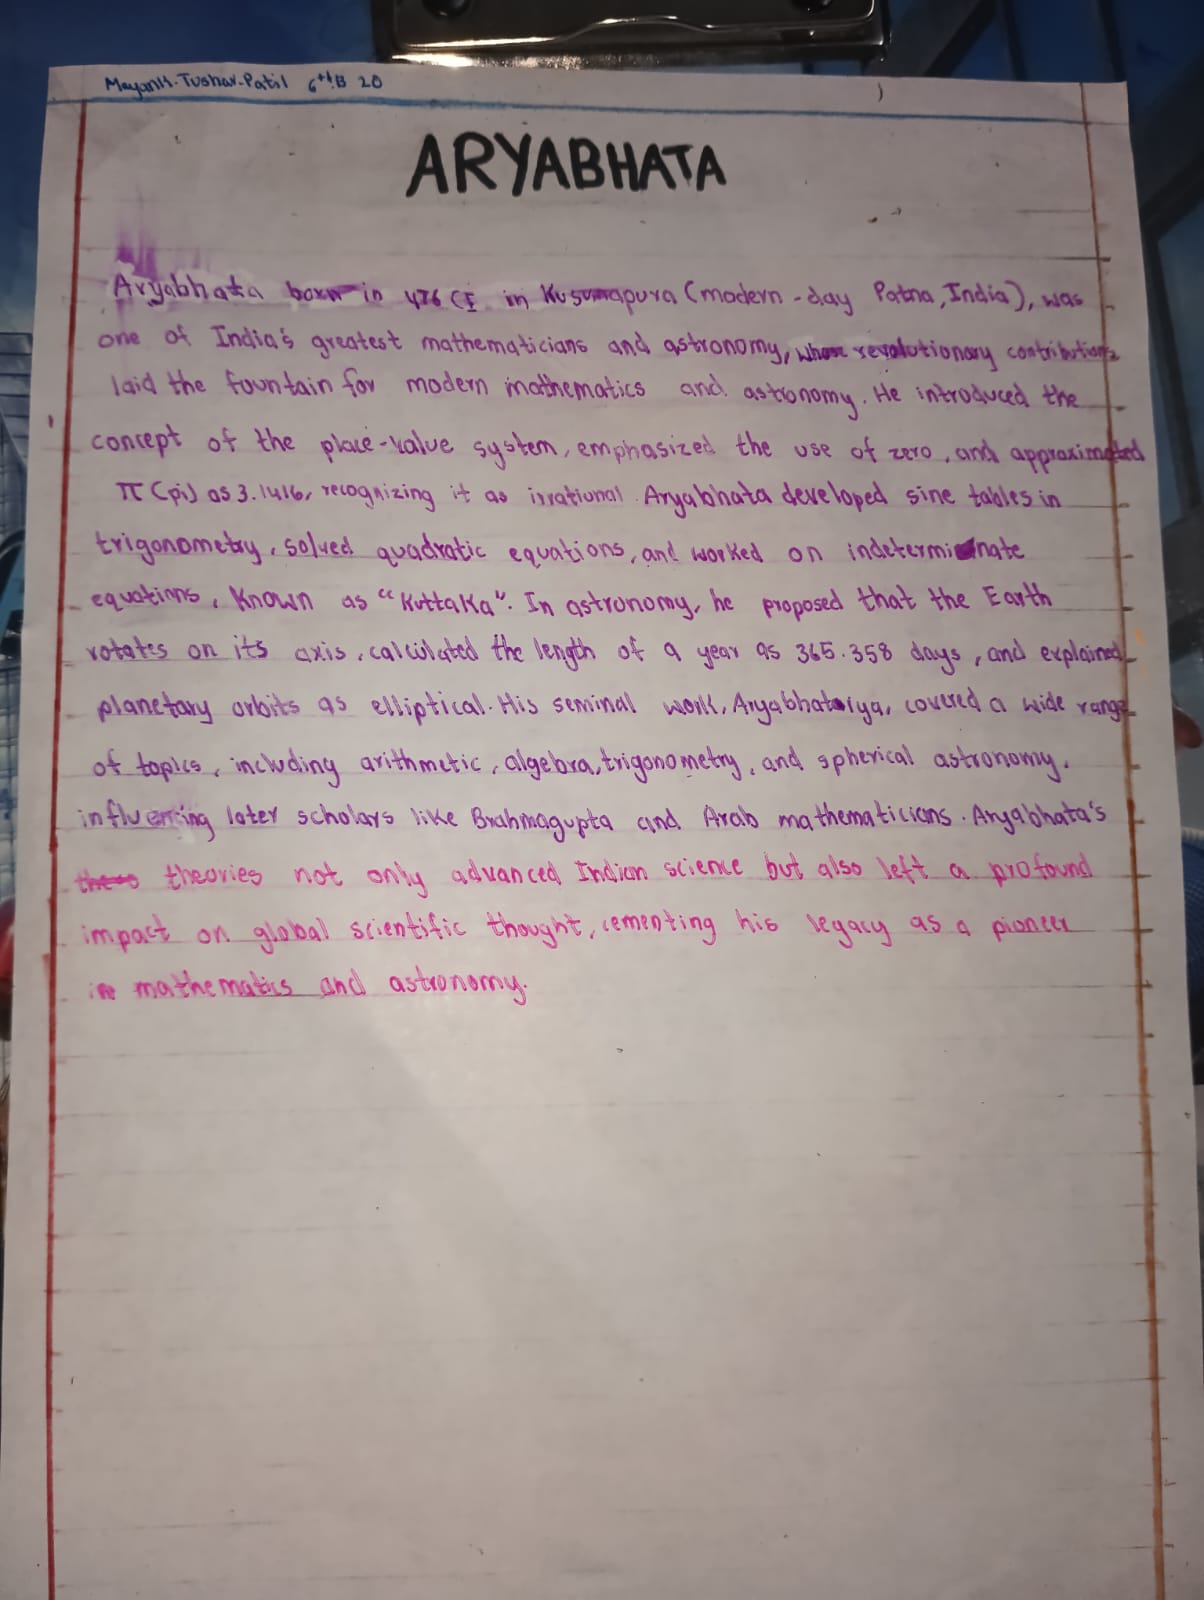 Mayank.Tushar.Patil 6th B 20
ARYABHATA
Aryabhata born in 476 CE in Kusumapura (modern-day Patna, India), was
one of India's greatest mathematicians and astronomy, whose revolutionary contributions
laid the fountain for modern mathematics and astronomy. He introduced the
concept of the place-value system, emphasized the use of zero, and approximated
π (pi) as 3.1416, recognizing it as irrational. Aryabhata developed sine tables in
trigonometry, solved quadratic equations, and worked on indeterminate
equations, known as "Kuttaka". In astronomy, he proposed that the Earth
rotates on its axis, calculated the length of a year as 365.358 days, and explained
planetary orbits as elliptical. His seminal work, Aryabhatoiya, covered a wide range
of topics, including arithmetic, algebra, trigonometry, and spherical astronomy.
influencing later scholars like Brahmagupta and Arab mathematicians. Aryabhata's
theories not only advanced Indian science but also left a profound
impact on global scientific thought, cementing his legacy as a pioneer
in mathematics and astronomy.